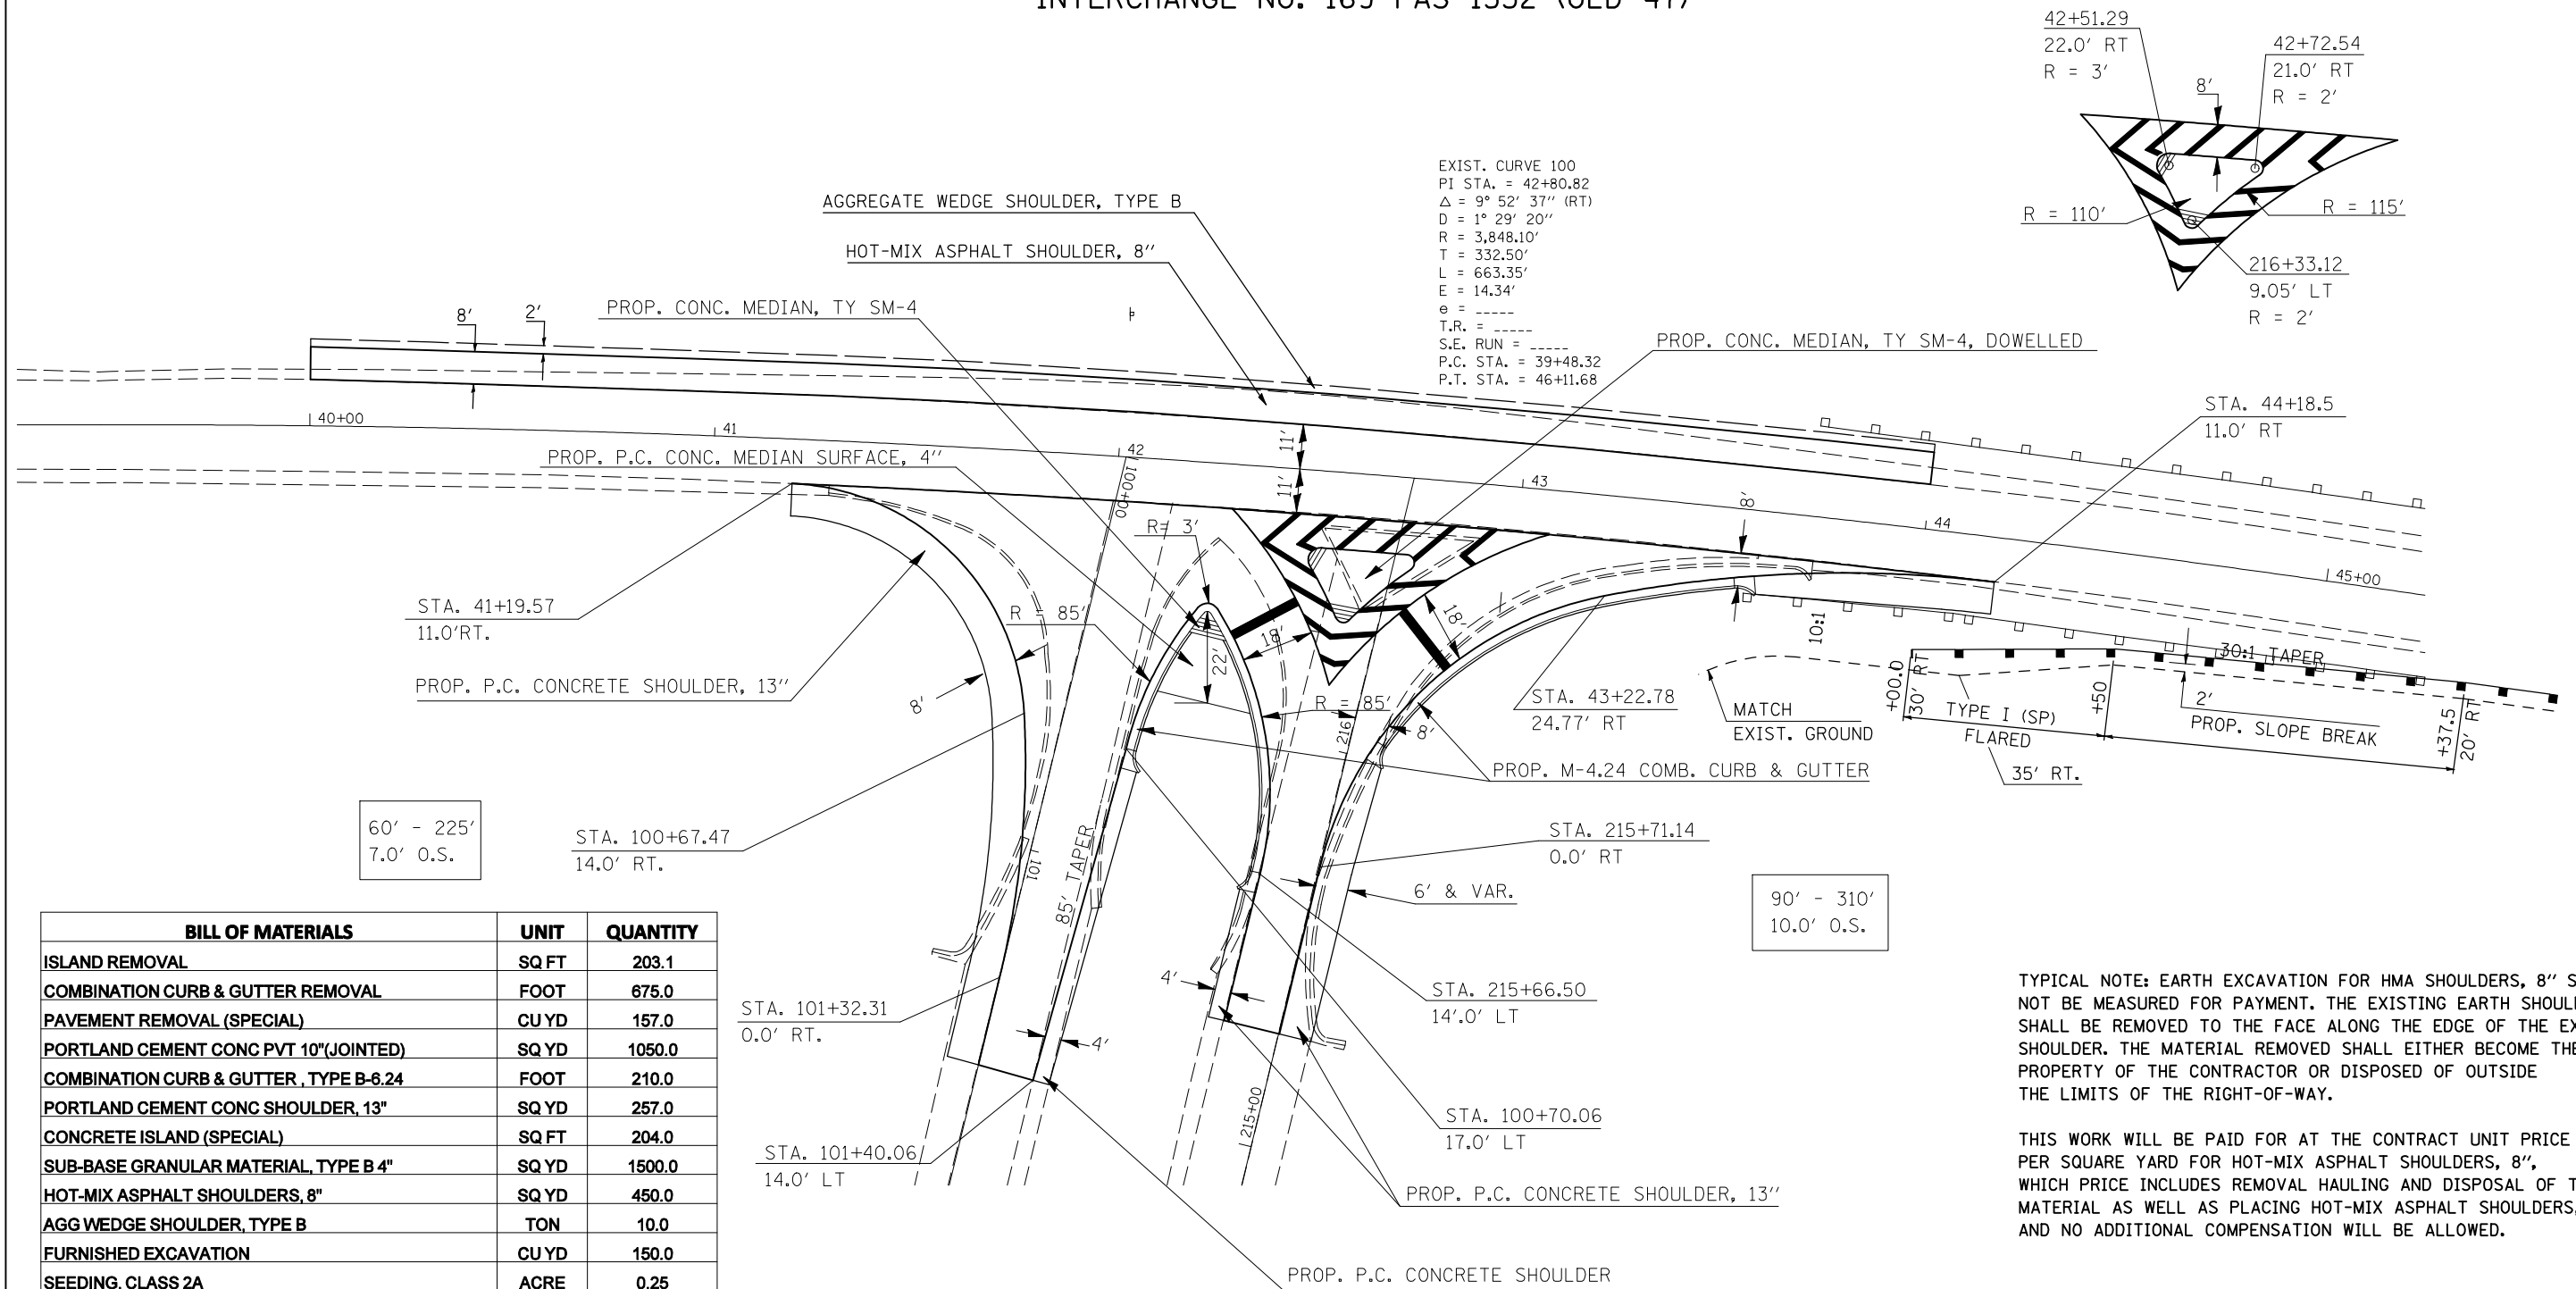 INTERCHANGE NO. 163 FAS 1552 (OLD 47)
42+51.29
22.0' RT
R = 3'
42+72.54
21.0' RT
R = 2'
8'
R = 110'
R = 115'
216+33.12
9.05' LT
R = 2'
EXIST. CURVE 100
PI STA. = 42+80.82
Δ = 9° 52' 37" (RT)
D = 1° 29' 20"
R = 3,848.10'
T = 332.50'
L = 663.35'
E = 14.34'
e = -----
T.R. = -----
S.E. RUN = -----
P.C. STA. = 39+48.32
P.T. STA. = 46+11.68
AGGREGATE WEDGE SHOULDER, TYPE B
HOT-MIX ASPHALT SHOULDER, 8"
PROP. CONC. MEDIAN, TY SM-4
8'
2'
PROP. CONC. MEDIAN, TY SM-4, DOWELLED
STA. 44+18.5
11.0' RT
40+00
41
42
43
44
45+00
11'
11'
8'
PROP. P.C. CONC. MEDIAN SURFACE, 4"
100+00
R= 3'
STA. 41+19.57
11.0'RT.
R = 85'
18'
18'
22'
10:1
30:1 TAPER
PROP. P.C. CONCRETE SHOULDER, 13"
8'
R = 85'
216
8'
STA. 43+22.78
24.77' RT
MATCH
EXIST. GROUND
+00.0
30' RT
TYPE I (SP)
FLARED
+50
2'
PROP. SLOPE BREAK
+37.5
20' RT
35' RT.
PROP. M-4.24 COMB. CURB & GUTTER
60' - 225'
7.0' O.S.
STA. 100+67.47
14.0' RT.
101
85' TAPER
STA. 215+71.14
0.0' RT
6' & VAR.
90' - 310'
10.0' O.S.
BILL OF MATERIALS UNIT QUANTITY
ISLAND REMOVAL SQ FT 203.1
COMBINATION CURB & GUTTER REMOVAL FOOT 675.0
PAVEMENT REMOVAL (SPECIAL) CU YD 157.0
PORTLAND CEMENT CONC PVT 10"(JOINTED) SQ YD 1050.0
COMBINATION CURB & GUTTER , TYPE B-6.24 FOOT 210.0
PORTLAND CEMENT CONC SHOULDER, 13" SQ YD 257.0
CONCRETE ISLAND (SPECIAL) SQ FT 204.0
SUB-BASE GRANULAR MATERIAL, TYPE B 4" SQ YD 1500.0
HOT-MIX ASPHALT SHOULDERS, 8" SQ YD 450.0
AGG WEDGE SHOULDER, TYPE B TON 10.0
FURNISHED EXCAVATION CU YD 150.0
SEEDING, CLASS 2A ACRE 0.25
STA. 101+32.31
0.0' RT.
4'
4'
STA. 215+66.50
14'.0' LT
STA. 101+40.06
14.0' LT
215+00
STA. 100+70.06
17.0' LT
PROP. P.C. CONCRETE SHOULDER, 13"
PROP. P.C. CONCRETE SHOULDER
TYPICAL NOTE: EARTH EXCAVATION FOR HMA SHOULDERS, 8" S
NOT BE MEASURED FOR PAYMENT. THE EXISTING EARTH SHOUL
SHALL BE REMOVED TO THE FACE ALONG THE EDGE OF THE EX
SHOULDER. THE MATERIAL REMOVED SHALL EITHER BECOME THE
PROPERTY OF THE CONTRACTOR OR DISPOSED OF OUTSIDE
THE LIMITS OF THE RIGHT-OF-WAY.
THIS WORK WILL BE PAID FOR AT THE CONTRACT UNIT PRICE
PER SQUARE YARD FOR HOT-MIX ASPHALT SHOULDERS, 8",
WHICH PRICE INCLUDES REMOVAL HAULING AND DISPOSAL OF T
MATERIAL AS WELL AS PLACING HOT-MIX ASPHALT SHOULDERS,
AND NO ADDITIONAL COMPENSATION WILL BE ALLOWED.